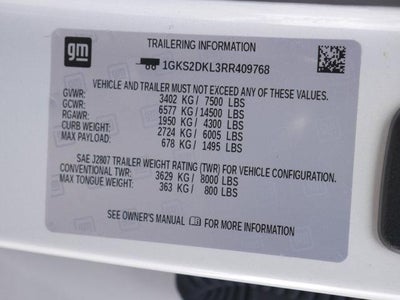 gm
TRAILERING INFORMATION
1GKS2DKL3RR409768
VEHICLE AND TRAILER MUST NOT EXCEED ANY OF THESE VALUES.
GVWR: 3402 KG/ 7500 LBS
GCWR: 6577 KG/ 14500 LBS
RGAWR: 1950 KG/ 4300 LBS
CURB WEIGHT: 2724 KG/ 6005 LBS
MAX PAYLOAD: 678 KG/ 1495 LBS
SAE J2807 TRAILER WEIGHT RATING (TWR) FOR VEHICLE CONFIGURATION.
CONVENTIONAL TWR: 3629 KG/ 8000 LBS
MAX TONGUE WEIGHT: 363 KG/ 800 LBS
SEE OWNER'S MANUAL FOR MORE INFORMATION